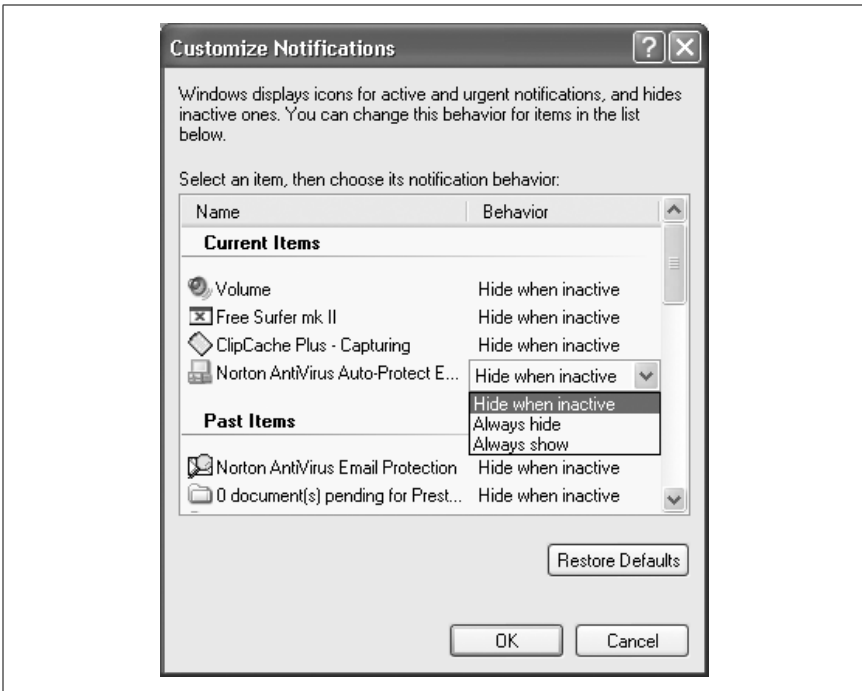 Customize Notifications
Windows displays icons for active and urgent notifications, and hides
inactive ones. You can change this behavior for items in the list
below.
Select an item, then choose its notification behavior:
Name Behavior
Current Items
Volume Hide when inactive
Free Surfer mk II Hide when inactive
ClipCache Plus - Capturing Hide when inactive
Norton AntiVirus Auto-Protect E... Hide when inactive
Hide when inactive
Always hide
Always show
Past Items
Norton AntiVirus Email Protection Hide when inactive
0 document(s) pending for Prest... Hide when inactive
Restore Defaults
OK Cancel